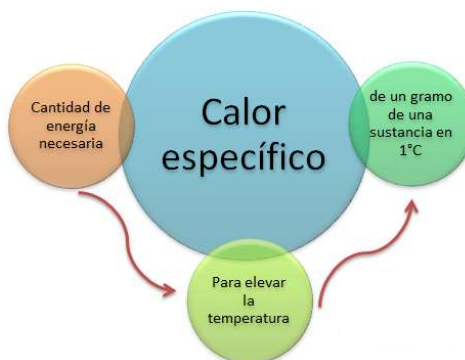 Calor
específico
Cantidad de
energía
necesaria
Para elevar
la
temperatura
de un gramo
de una
sustancia en
1°C